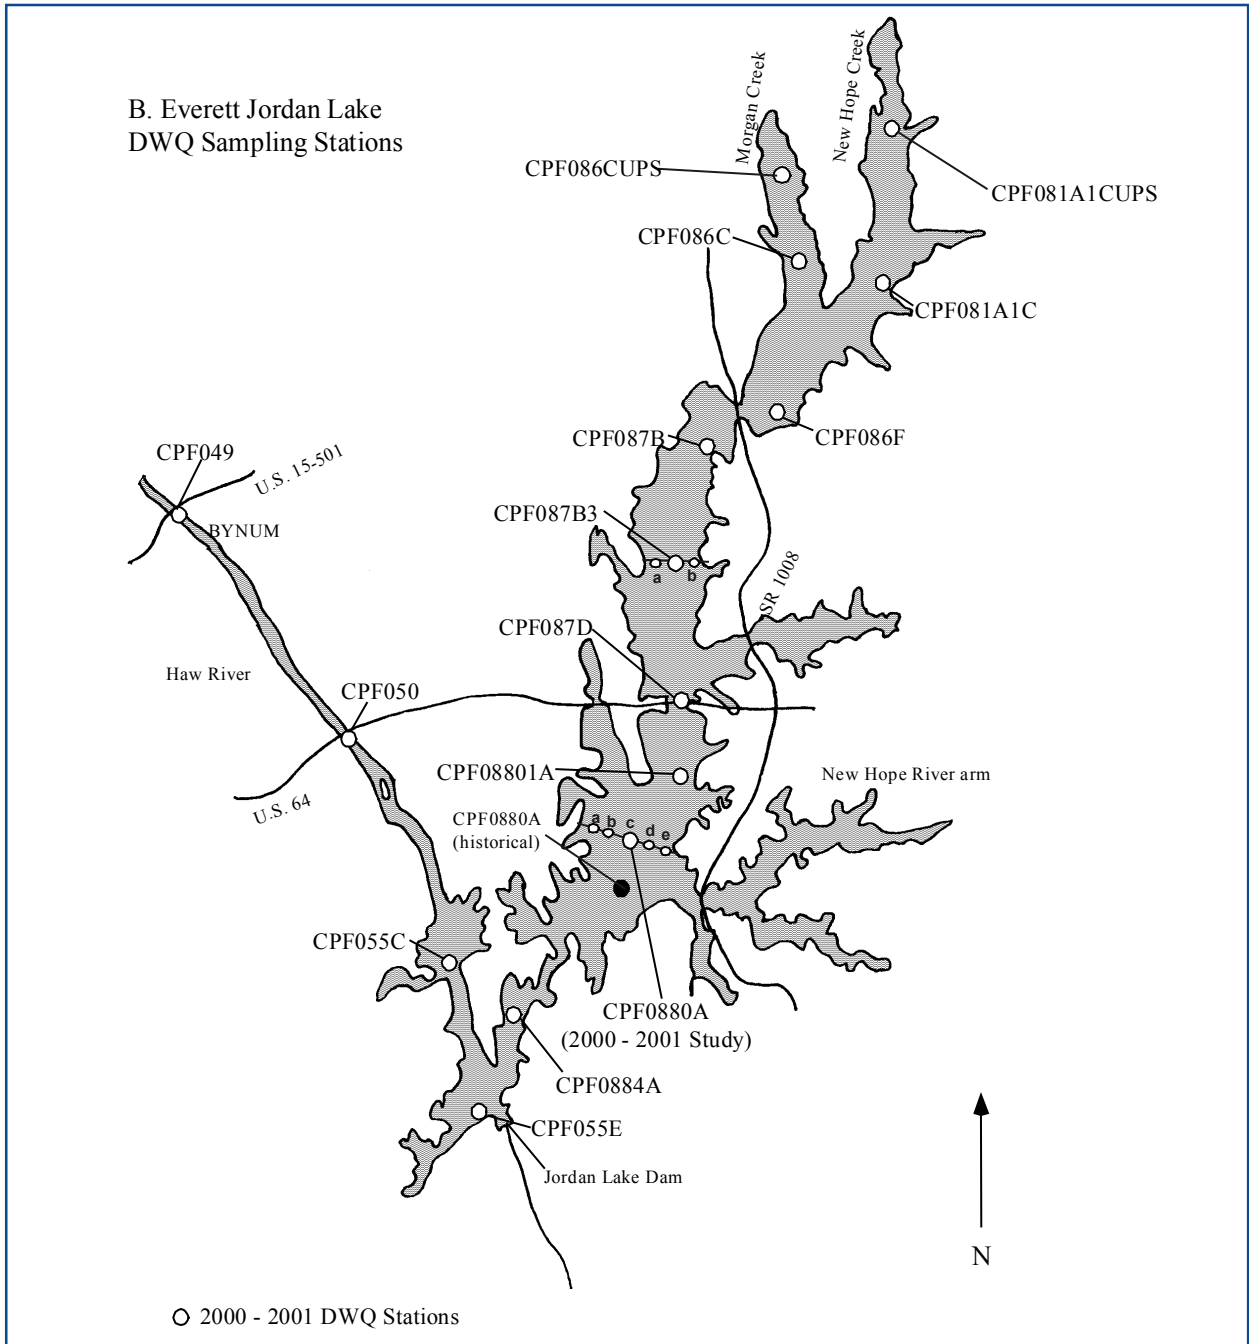 B. Everett Jordan Lake
DWQ Sampling Stations
Morgan Creek
New Hope Creek
CPF086CUPS
CPF081A1CUPS
CPF086C
CPF081A1C
CPF086F
CPF087B
CPF049
U.S. 15-501
BYNUM
CPF087B3
a
b
SR 1008
CPF087D
Haw River
CPF050
U.S. 64
CPF08801A
New Hope River arm
CPF0880A
(historical)
a b c d e
CPF055C
CPF0880A
(2000 - 2001 Study)
CPF0884A
CPF055E
Jordan Lake Dam
N
2000 - 2001 DWQ Stations